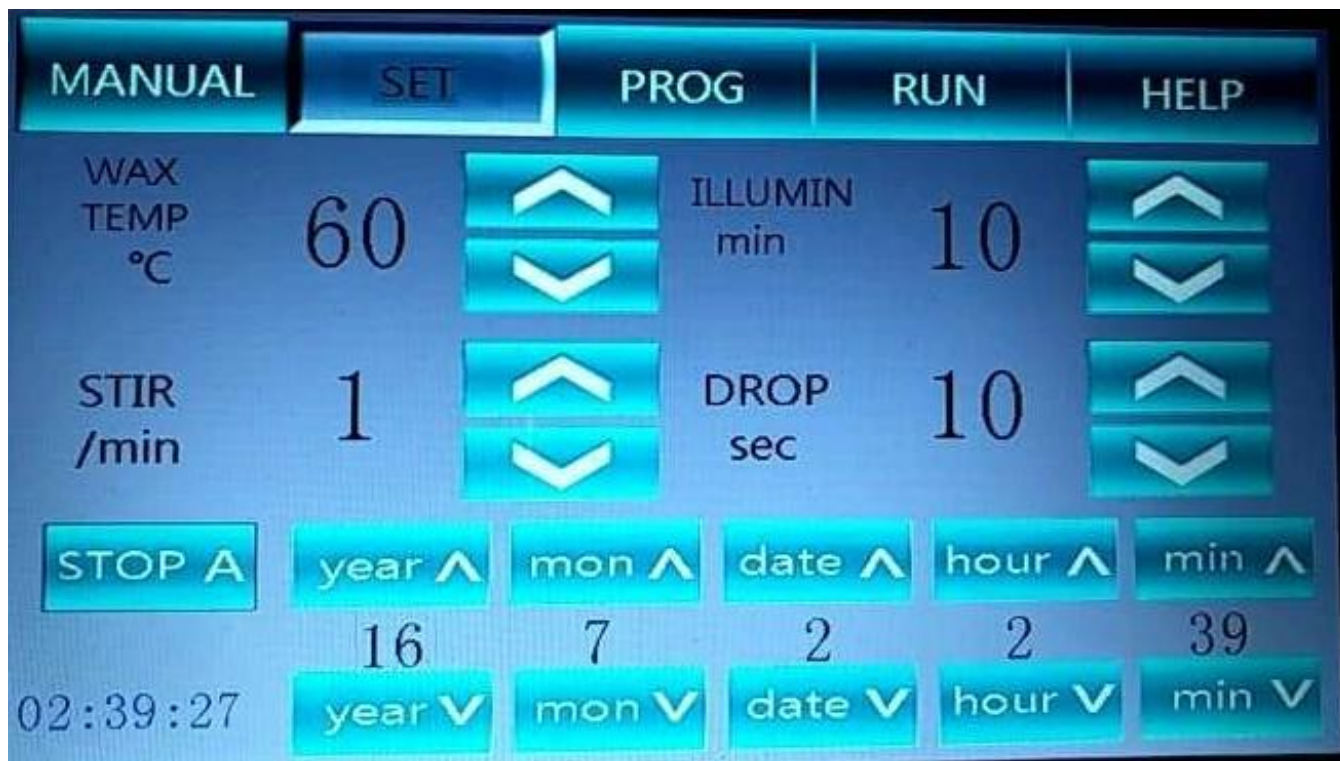 MANUAL SET PROG RUN HELP
WAX
TEMP
°C
60
ILLUMIN
min
10
STIR
/min
1
DROP
sec
10
STOP A year ∧ mon ∧ date ∧ hour ∧ min ∧
16 7 2 2 39
02:39:27 year ∨ mon ∨ date ∨ hour ∨ min ∨